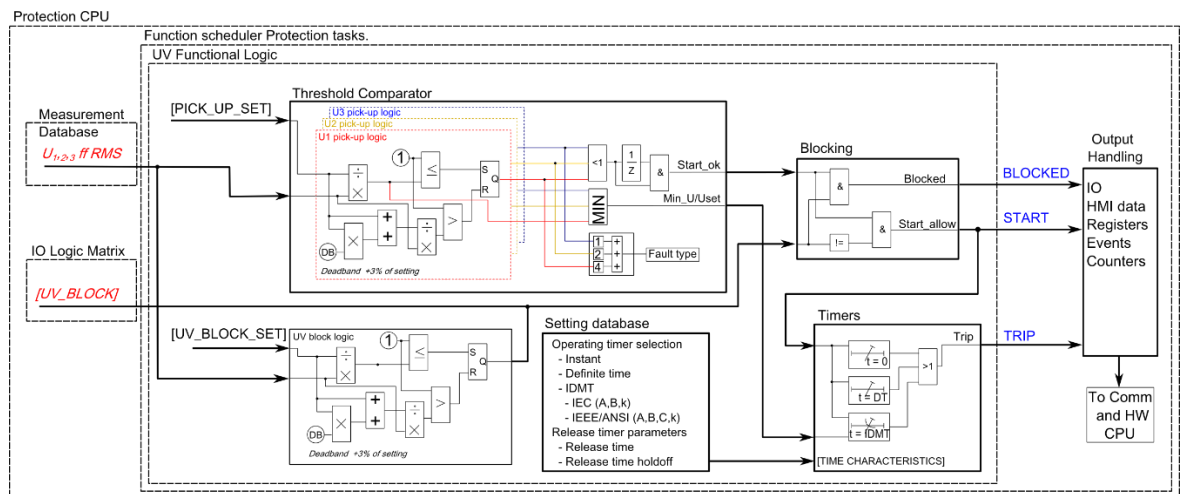 Protection CPU
Function scheduler Protection tasks.
UV Functional Logic
Measurement
Database
U1,2,3 ff RMS
IO Logic Matrix
[UV_BLOCK]
[PICK_UP_SET]
Threshold Comparator
U3 pick-up logic
U2 pick-up logic
U1 pick-up logic
1
≤
S
R
Q
÷
×
+
+
÷
×
>
DB
×
Deadband +3% of setting
<1
1
Z
&
Start_ok
MIN
Min_U/Uset
1 +
2 +
4 +
Fault type
[UV_BLOCK_SET]
UV block logic
1
≤
S
R
Q
÷
×
+
+
÷
×
>
DB
×
Deadband +3% of setting
Setting database
Operating timer selection
- Instant
- Definite time
- IDMT
- IEC (A,B,k)
- IEEE/ANSI (A,B,C,k)
Release timer parameters
- Release time
- Release time holdoff
Blocking
&
Blocked
&
Start_allow
!=
Timers
t = 0
t = DT
t = fDMT
>1
Trip
[TIME CHARACTERISTICS]
BLOCKED
START
TRIP
Output
Handling
IO
HMI data
Registers
Events
Counters
To Comm
and HW
CPU